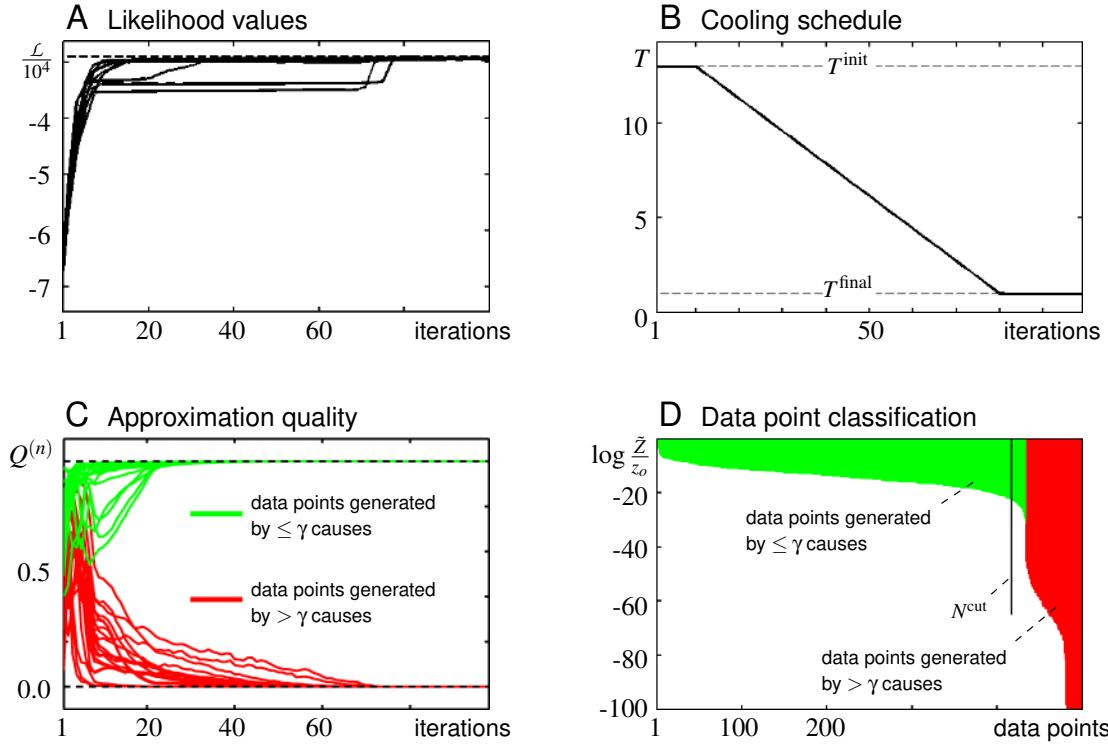 A Likelihood values
ℒ
10⁴
-4
-5
-6
-7
1 20 40 60 iterations
B Cooling schedule
T
10
5
0
T^init
T^final
1 50 iterations
C Approximation quality
Q^(n)
0.5
0.0
data points generated
by ≤ γ causes
data points generated
by > γ causes
1 20 40 60 iterations
D Data point classification
log Z̃/z_o
-20
-40
-60
-80
-100
data points generated
by ≤ γ causes
N^cut
data points generated
by > γ causes
1 100 200 data points